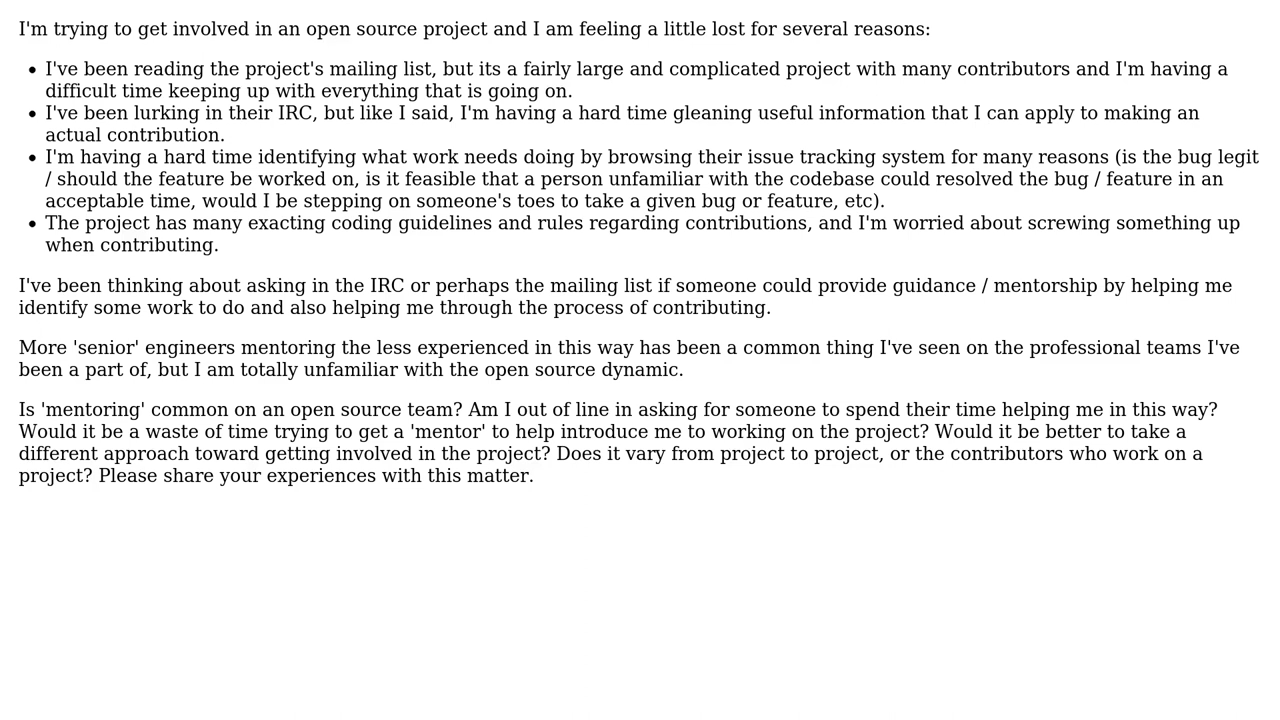 I'm trying to get involved in an open source project and I am feeling a little lost for several reasons:
• I've been reading the project's mailing list, but its a fairly large and complicated project with many contributors and I'm having a
difficult time keeping up with everything that is going on.
• I've been lurking in their IRC, but like I said, I'm having a hard time gleaning useful information that I can apply to making an
actual contribution.
• I'm having a hard time identifying what work needs doing by browsing their issue tracking system for many reasons (is the bug legit
/ should the feature be worked on, is it feasible that a person unfamiliar with the codebase could resolved the bug / feature in an
acceptable time, would I be stepping on someone's toes to take a given bug or feature, etc).
• The project has many exacting coding guidelines and rules regarding contributions, and I'm worried about screwing something up
when contributing.
I've been thinking about asking in the IRC or perhaps the mailing list if someone could provide guidance / mentorship by helping me
identify some work to do and also helping me through the process of contributing.
More 'senior' engineers mentoring the less experienced in this way has been a common thing I've seen on the professional teams I've
been a part of, but I am totally unfamiliar with the open source dynamic.
Is 'mentoring' common on an open source team? Am I out of line in asking for someone to spend their time helping me in this way?
Would it be a waste of time trying to get a 'mentor' to help introduce me to working on the project? Would it be better to take a
different approach toward getting involved in the project? Does it vary from project to project, or the contributors who work on a
project? Please share your experiences with this matter.